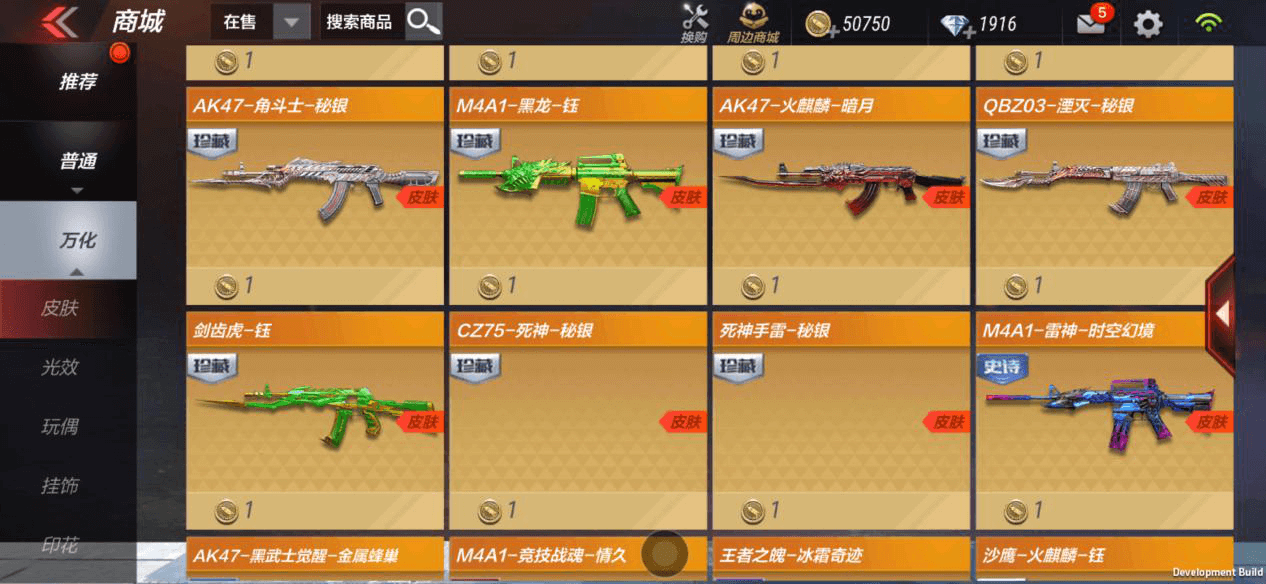 商城
在售
搜索商品
换购
周边商城
50750
1916
5
推荐
普通
万化
皮肤
光效
玩偶
挂饰
印花
1
1
1
1
AK47-角斗士-秘银
珍藏
皮肤
1
M4A1-黑龙-钰
珍藏
皮肤
1
AK47-火麒麟-暗月
珍藏
皮肤
1
QBZ03-湮灭-秘银
珍藏
皮肤
1
剑齿虎-钰
珍藏
皮肤
1
CZ75-死神-秘银
珍藏
皮肤
1
死神手雷-秘银
珍藏
皮肤
1
M4A1-雷神-时空幻境
史诗
皮肤
1
AK47-黑武士觉醒-金属蜂巢
M4A1-竞技战魂-情久
王者之魄-冰霜奇迹
沙鹰-火麒麟-钰
Development Build